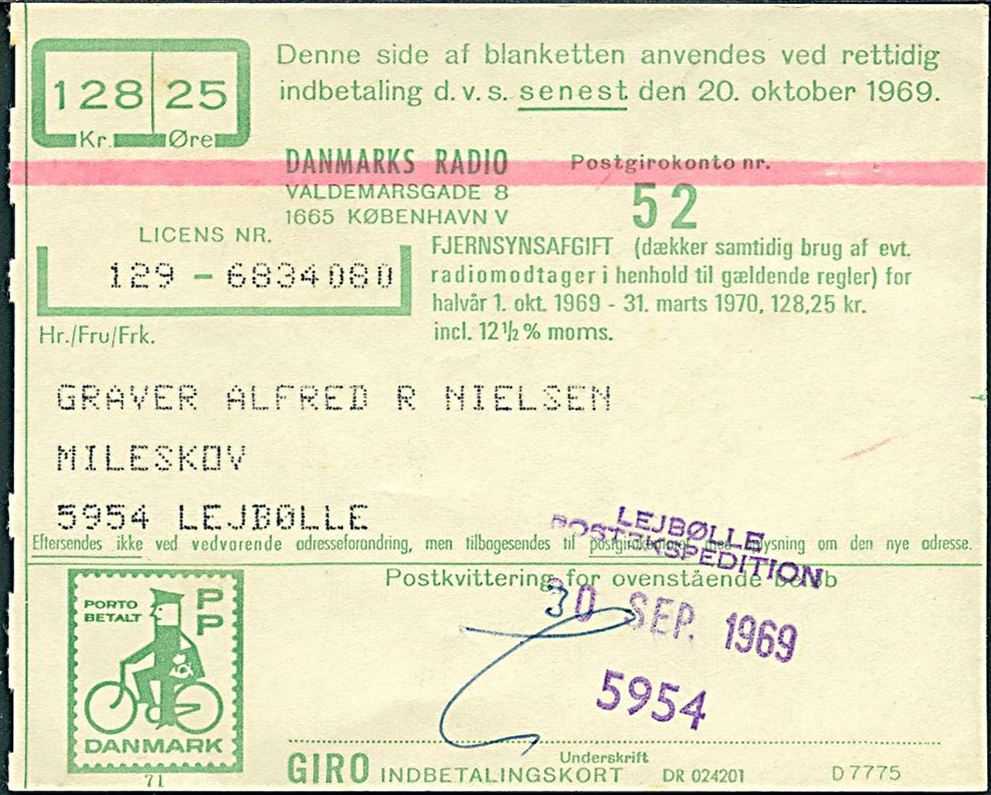 128 25
Kr. Øre
Denne side af blanketten anvendes ved rettidig
indbetaling d.v.s. senest den 20. oktober 1969.
DANMARKS RADIO
VALDEMARSGADE 8
1665 KØBENHAVN V
Postgirokonto nr.
52
LICENS NR.
129 - 6834080
FJERNSYNSAFGIFT (dækker samtidig brug af evt.
radiomodtager i henhold til gældende regler) for
halvår 1. okt. 1969 - 31. marts 1970, 128,25 kr.
incl. 12 1/2 % moms.
Hr./Fru/Frk.
GRAVER ALFRED R NIELSEN
MILESKOV
5954 LEJBØLLE
Eftersendes ikke ved vedvarende adresseforandring, men tilbagesendes til om den nye adresse.
LEJBØLLE
POSTEKSPEDITION
30 SEP. 1969
5954
Postkvittering for ovenstående
PORTO
BETALT
PP
DANMARK
71
Underskrift
GIRO INDBETALINGSKORT DR 024201 D7775